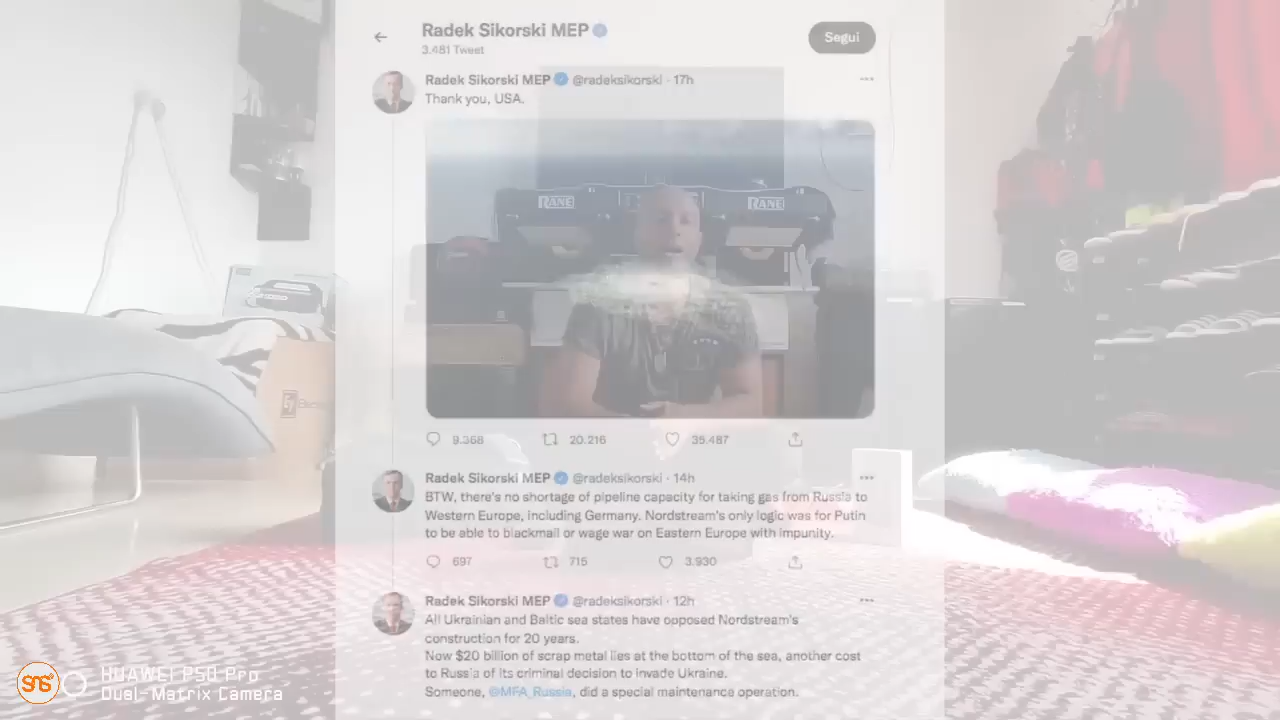 Radek Sikorski MEP
Segui
3.481 Tweet
Radek Sikorski MEP @radeksikorski · 17h
Thank you, USA.
RANE
RANE
9.368 20.216 35.487
Radek Sikorski MEP @radeksikorski · 14h
BTW, there's no shortage of pipeline capacity for taking gas from Russia to
Western Europe, including Germany. Nordstream's only logic was for Putin
to be able to blackmail or wage war on Eastern Europe with impunity.
697 715 3.930
Radek Sikorski MEP @radeksikorski · 12h
All Ukrainian and Baltic sea states have opposed Nordstream's
construction for 20 years.
Now $20 billion of scrap metal lies at the bottom of the sea, another cost
to Russia of its criminal decision to invade Ukraine.
Someone, @MFA_Russia, did a special maintenance operation.
SNS
HUAWEI P30 Pro
Dual-Matrix Camera